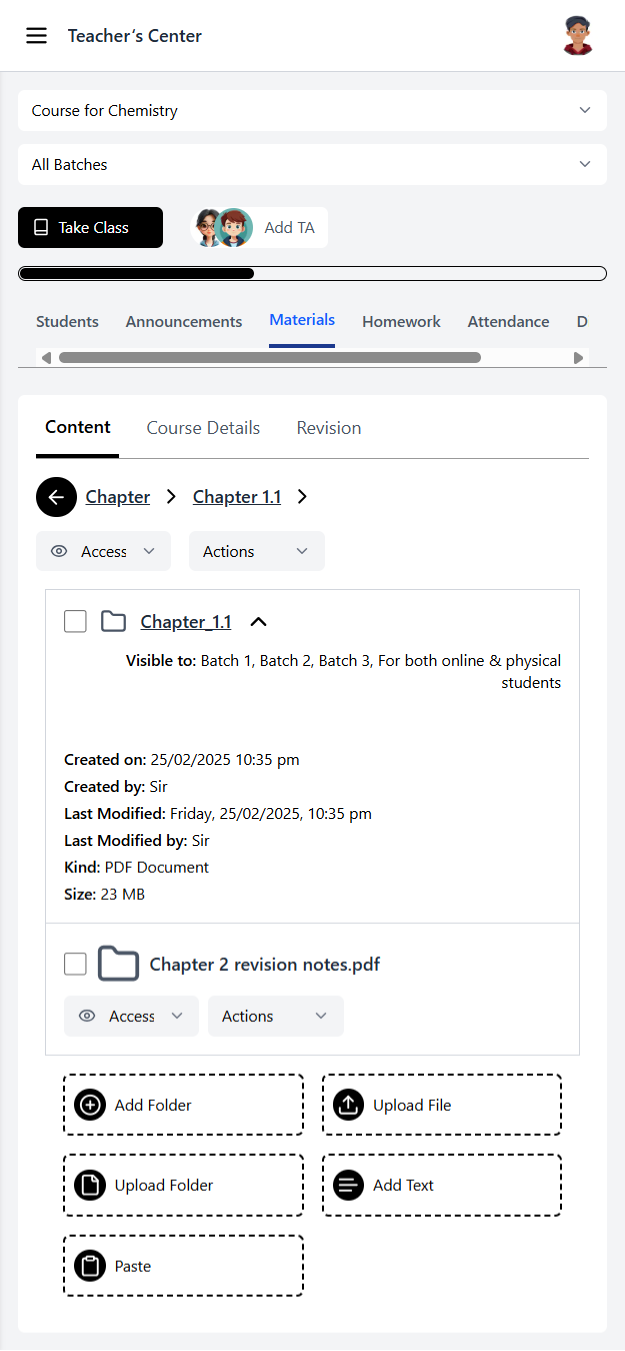 Teacher‘s Center
Course for Chemistry
All Batches
Take Class
Add TA
Students Announcements Materials Homework Attendance D
Content Course Details Revision
Chapter Chapter 1.1
Access Actions
Chapter_1.1
Visible to: Batch 1, Batch 2, Batch 3, For both online & physical
students
Created on: 25/02/2025 10:35 pm
Created by: Sir
Last Modified: Friday, 25/02/2025, 10:35 pm
Last Modified by: Sir
Kind: PDF Document
Size: 23 MB
Chapter 2 revision notes.pdf
Access Actions
Add Folder Upload File
Upload Folder Add Text
Paste